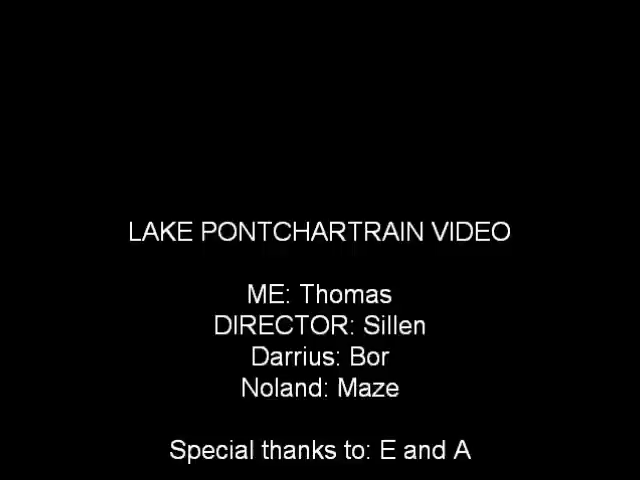 LAKE PONTCHARTRAIN VIDEO
ME: Thomas
DIRECTOR: Sillen
Darrius: Bor
Noland: Maze
Special thanks to: E and A